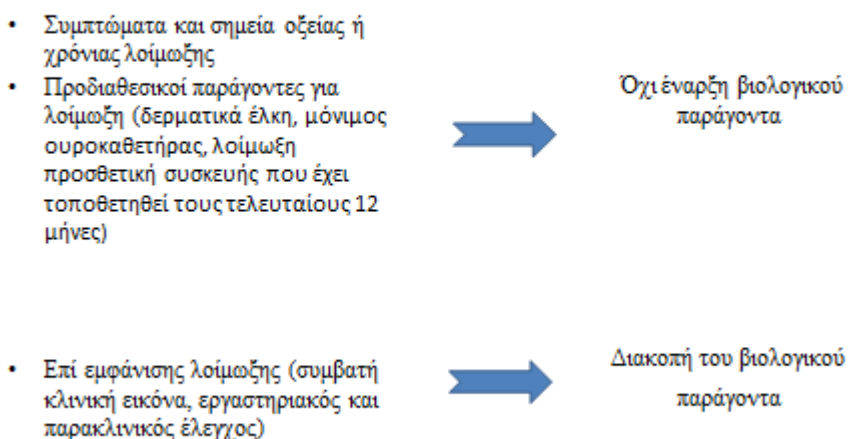 • Συμπτώματα και σημεία οξείας ή
χρόνιας λοίμωξης
• Προδιαθεσικοί παράγοντες για
λοίμωξη (δερματικά έλκη, μόνιμος
ουροκαθετήρας, λοίμωξη
προσθετική συσκευής που έχει
τοποθετηθεί τους τελευταίους 12
μήνες)
Όχι έναρξη βιολογικού
παράγοντα
• Επί εμφάνισης λοίμωξης (συμβατή
κλινική εικόνα, εργαστηριακός και
παρακλινικός έλεγχος)
Διακοπή του βιολογικού
παράγοντα